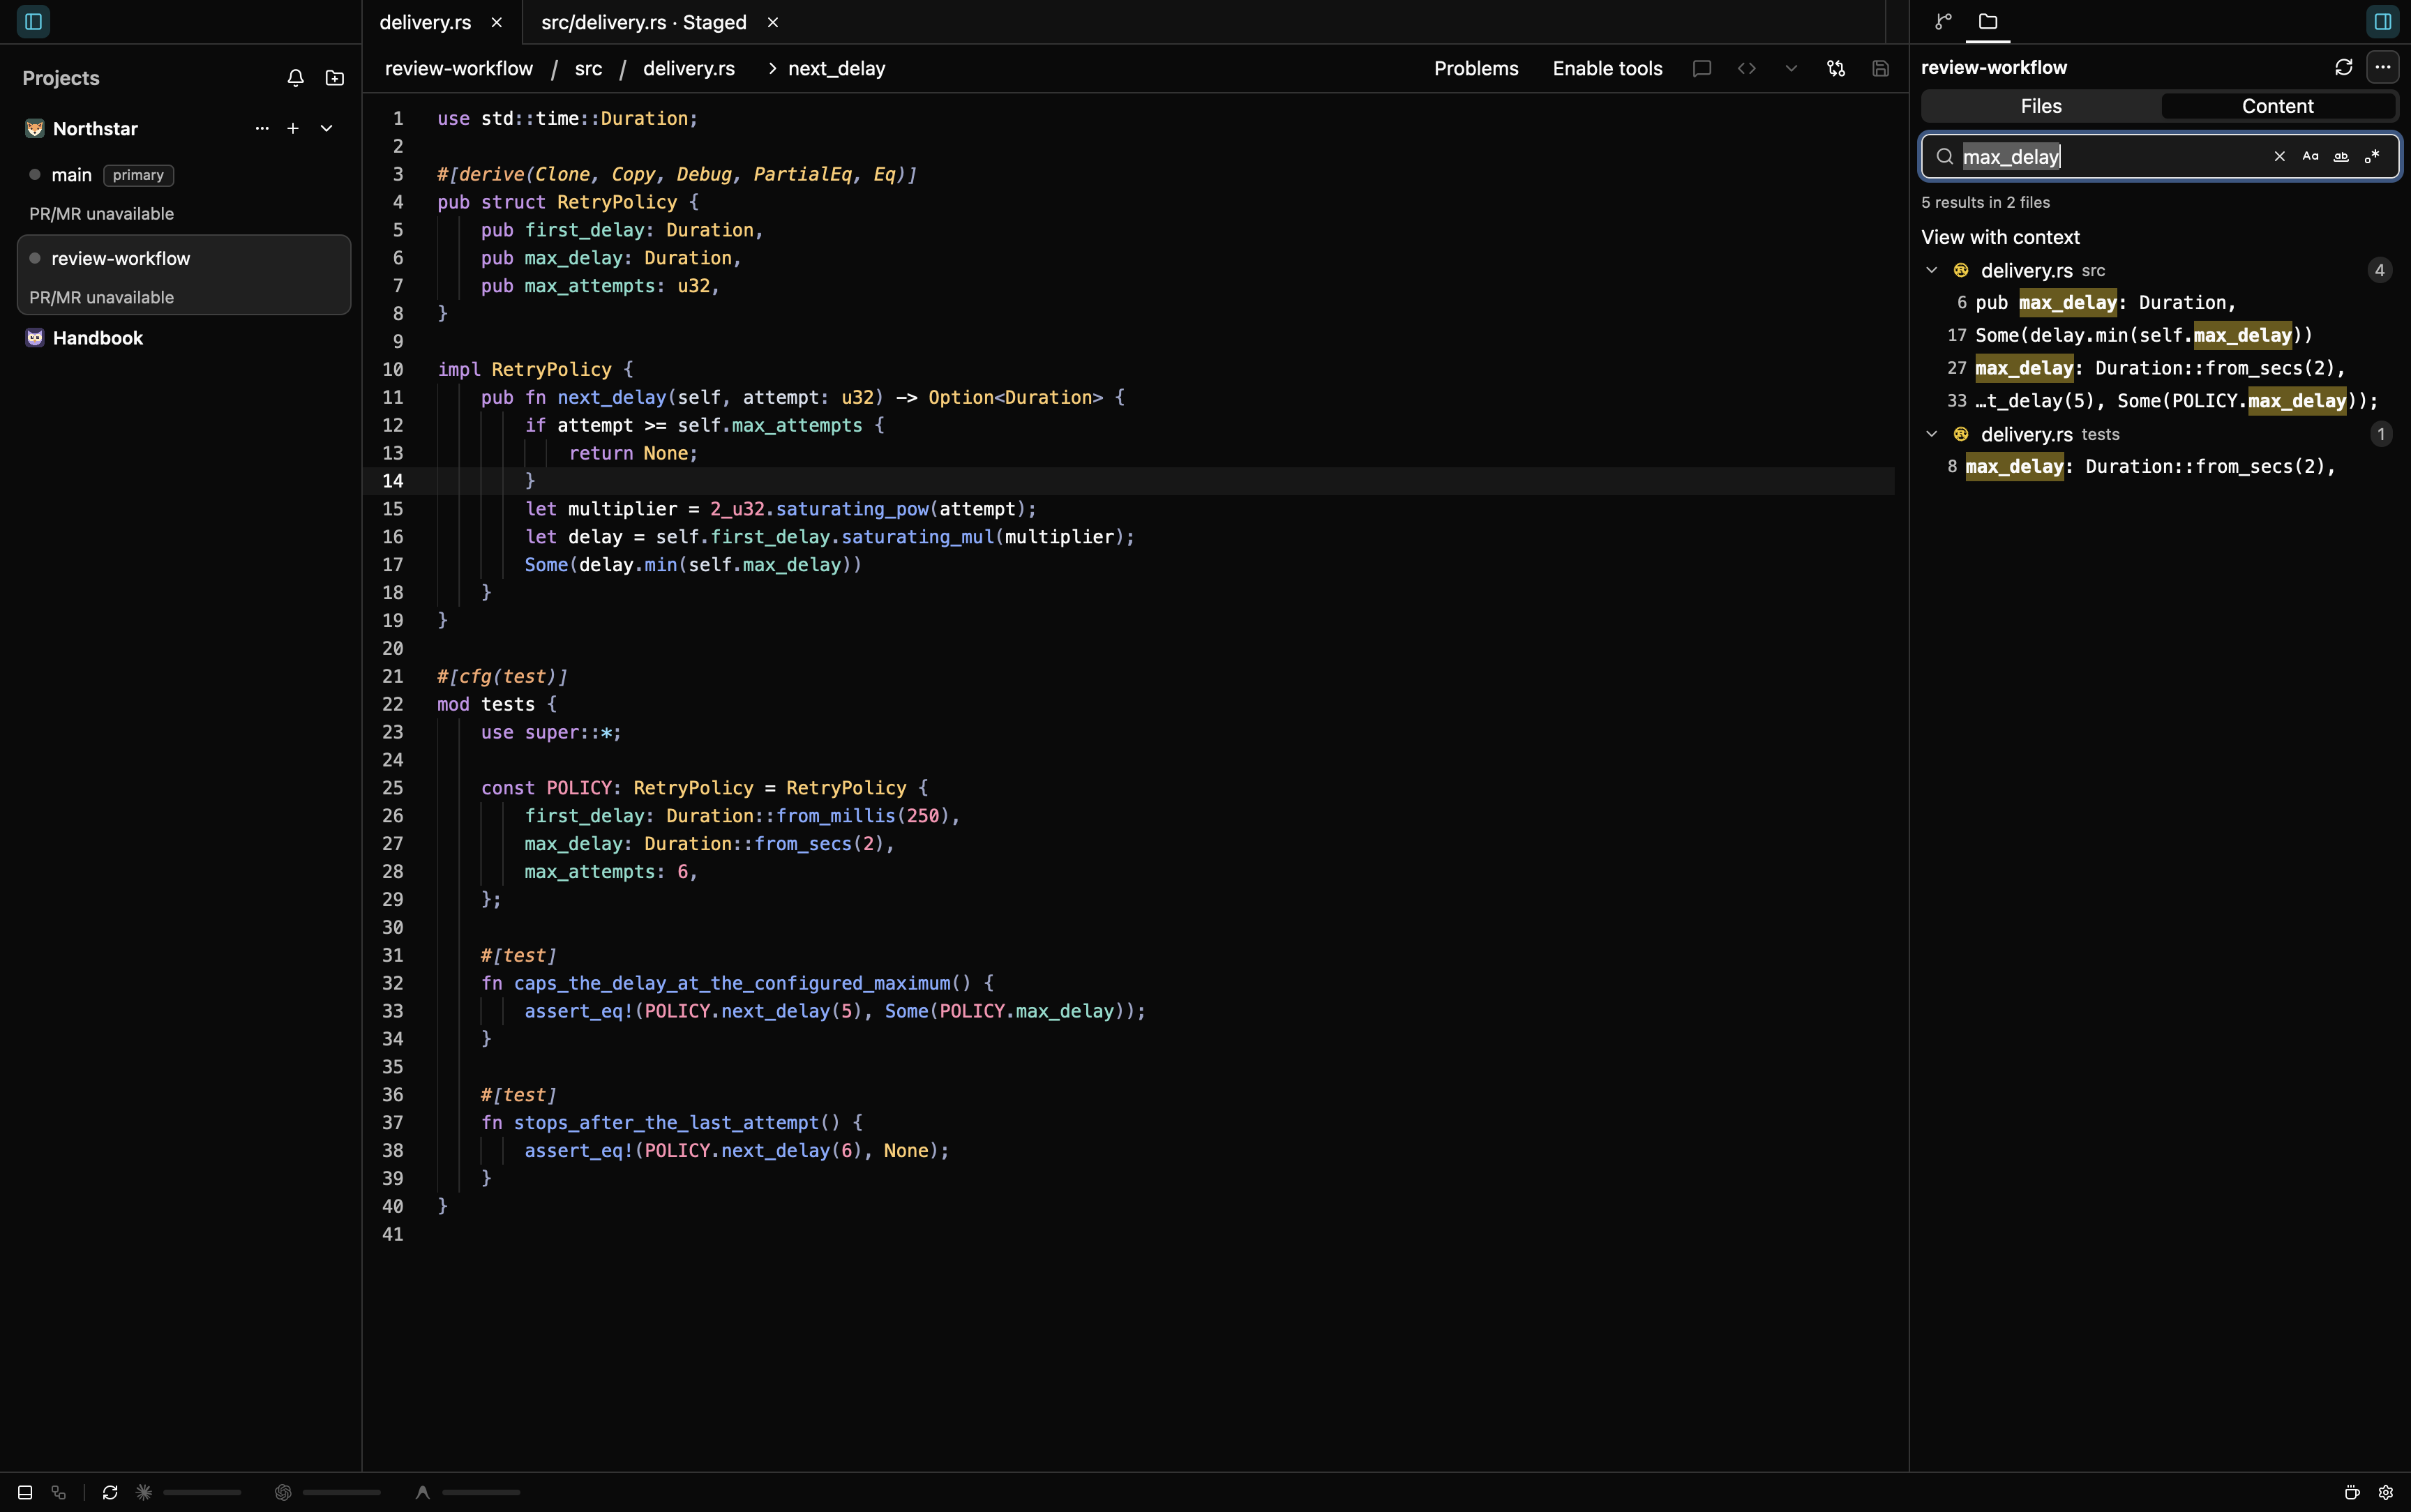 delivery.rs
src/delivery.rs · Staged
Projects
Northstar
main primary
PR/MR unavailable
review-workflow
PR/MR unavailable
Handbook
review-workflow / src / delivery.rs > next_delay
Problems Enable tools
1 use std::time::Duration;
2
3 #[derive(Clone, Copy, Debug, PartialEq, Eq)]
4 pub struct RetryPolicy {
5 pub first_delay: Duration,
6 pub max_delay: Duration,
7 pub max_attempts: u32,
8 }
9
10 impl RetryPolicy {
11 pub fn next_delay(self, attempt: u32) -> Option<Duration> {
12 if attempt >= self.max_attempts {
13 return None;
14 }
15 let multiplier = 2_u32.saturating_pow(attempt);
16 let delay = self.first_delay.saturating_mul(multiplier);
17 Some(delay.min(self.max_delay))
18 }
19 }
20
21 #[cfg(test)]
22 mod tests {
23 use super::*;
24
25 const POLICY: RetryPolicy = RetryPolicy {
26 first_delay: Duration::from_millis(250),
27 max_delay: Duration::from_secs(2),
28 max_attempts: 6,
29 };
30
31 #[test]
32 fn caps_the_delay_at_the_configured_maximum() {
33 assert_eq!(POLICY.next_delay(5), Some(POLICY.max_delay));
34 }
35
36 #[test]
37 fn stops_after_the_last_attempt() {
38 assert_eq!(POLICY.next_delay(6), None);
39 }
40 }
41
review-workflow
Files Content
max_delay Aa ab .*
5 results in 2 files
View with context
delivery.rs src 4
6 pub max_delay: Duration,
17 Some(delay.min(self.max_delay))
27 max_delay: Duration::from_secs(2),
33 …t_delay(5), Some(POLICY.max_delay));
delivery.rs tests 1
8 max_delay: Duration::from_secs(2),